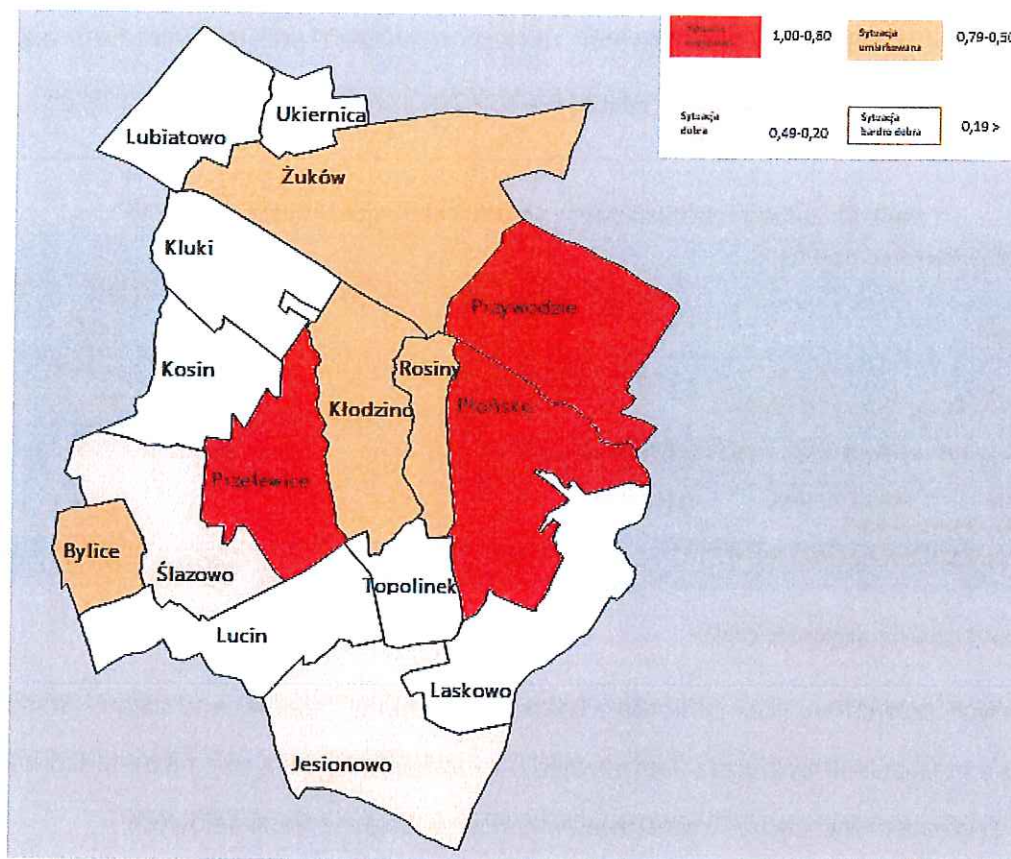 1,00-0,80
Sytuacja
umiarkowana
0,79-0,50
Sytuacja
dobra
0,49-0,20
Sytuacja
bardzo dobra
0,19 >
Ukiernica
Lubiatowo
Żuków
Kluki
Przywodzie
Kosin
Rosiny
Kłodzino
Płońsko
Przelewice
Bylice
Ślazowo
Topolinek
Lucin
Laskowo
Jesionowo